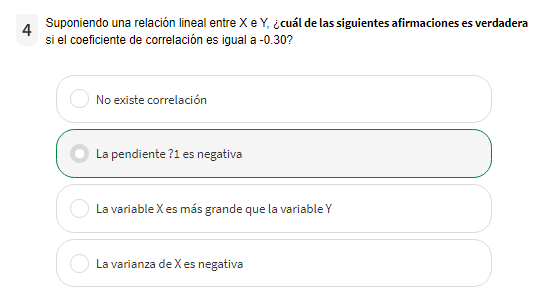 4
Suponiendo una relación lineal entre X e Y, ¿cuál de las siguientes afirmaciones es verdadera
si el coeficiente de correlación es igual a -0.30?
No existe correlación
La pendiente ?1 es negativa
La variable X es más grande que la variable Y
La varianza de X es negativa